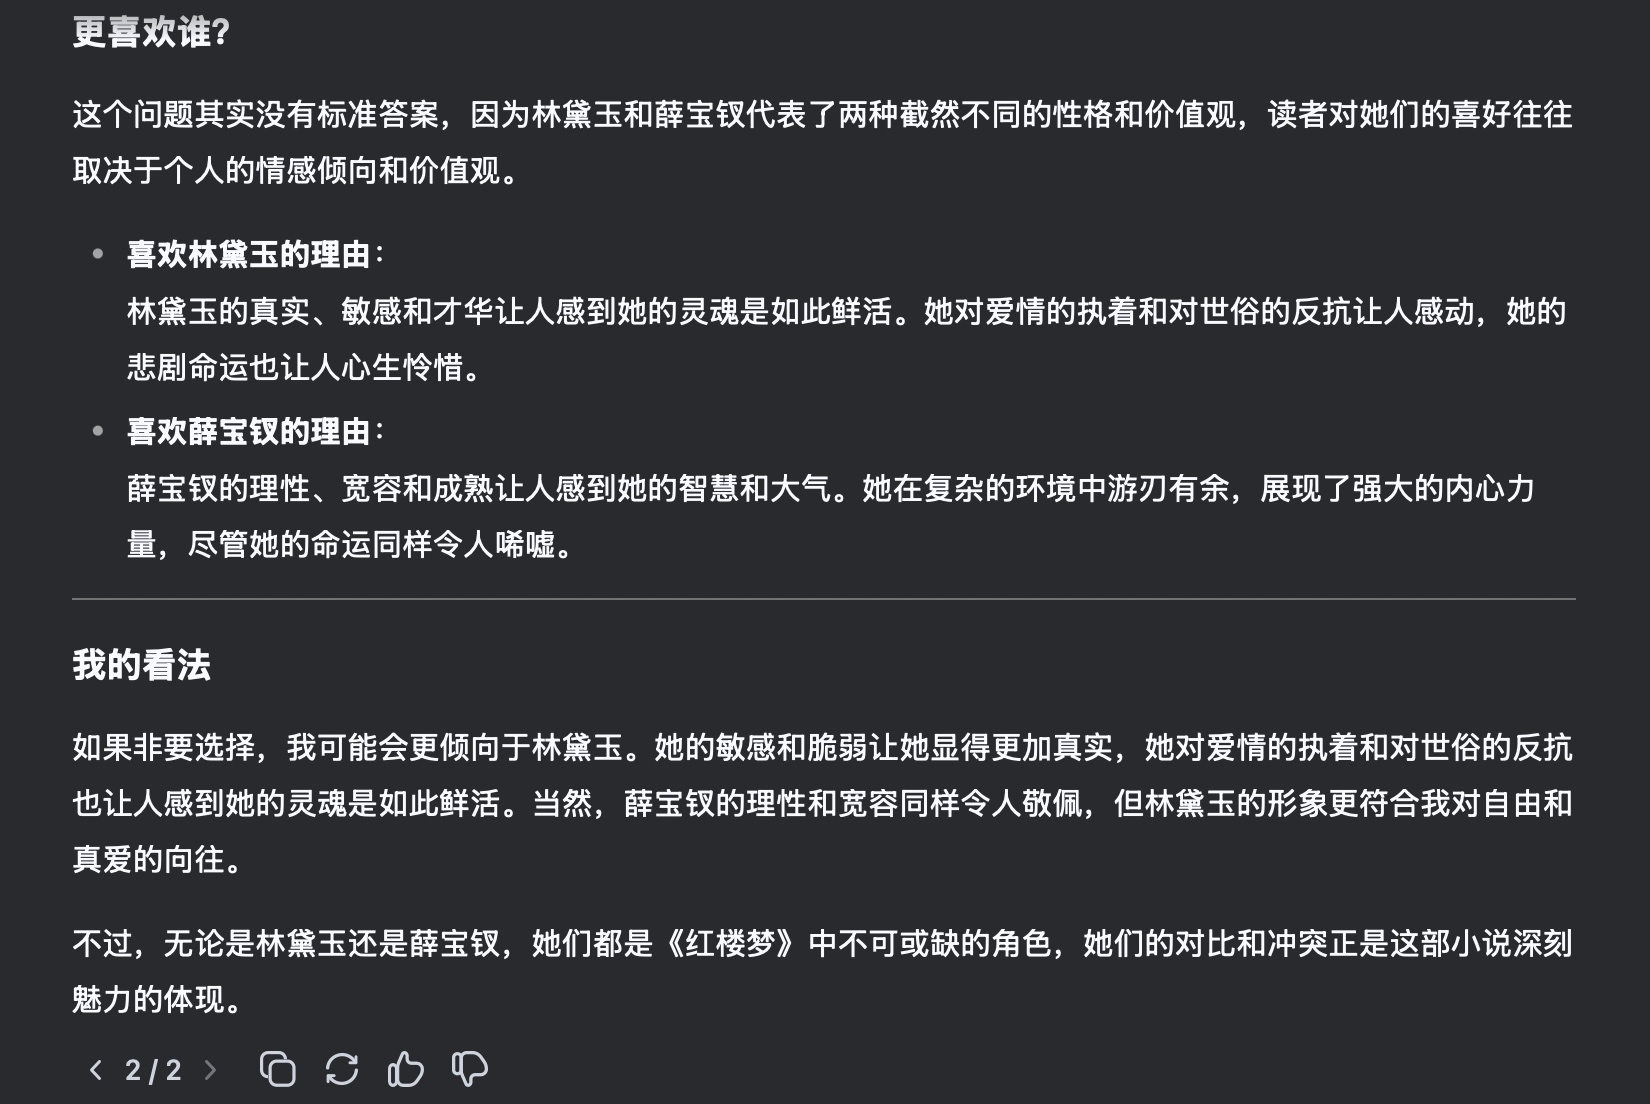 更喜欢谁?
这个问题其实没有标准答案，因为林黛玉和薛宝钗代表了两种截然不同的性格和价值观，读者对她们的喜好往往
取决于个人的情感倾向和价值观。
喜欢林黛玉的理由：
林黛玉的真实、敏感和才华让人感到她的灵魂是如此鲜活。她对爱情的执着和对世俗的反抗让人感动，她的
悲剧命运也让人心生怜惜。
喜欢薛宝钗的理由：
薛宝钗的理性、宽容和成熟让人感到她的智慧和大气。她在复杂的环境中游刃有余，展现了强大的内心力
量，尽管她的命运同样令人唏嘘。
我的看法
如果非要选择，我可能会更倾向于林黛玉。她的敏感和脆弱让她显得更加真实，她对爱情的执着和对世俗的反抗
也让人感到她的灵魂是如此鲜活。当然，薛宝钗的理性和宽容同样令人敬佩，但林黛玉的形象更符合我对自由和
真爱的向往。
不过，无论是林黛玉还是薛宝钗，她们都是《红楼梦》中不可或缺的角色，她们的对比和冲突正是这部小说深刻
魅力的体现。
2 / 2